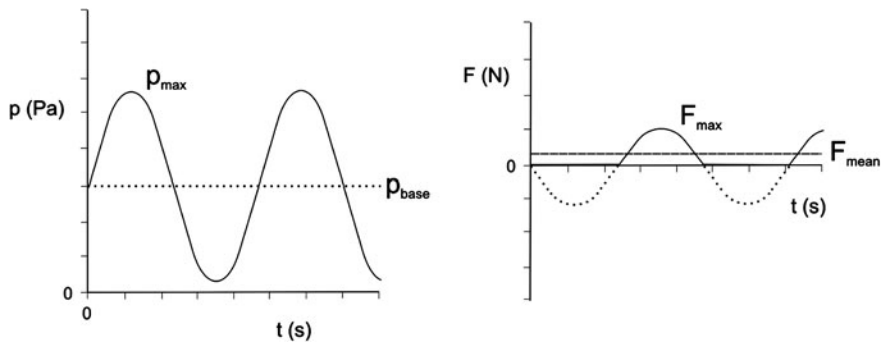 p (Pa)
p_max
p_base
0
0
t (s)
F (N)
F_max
F_mean
0
t (s)